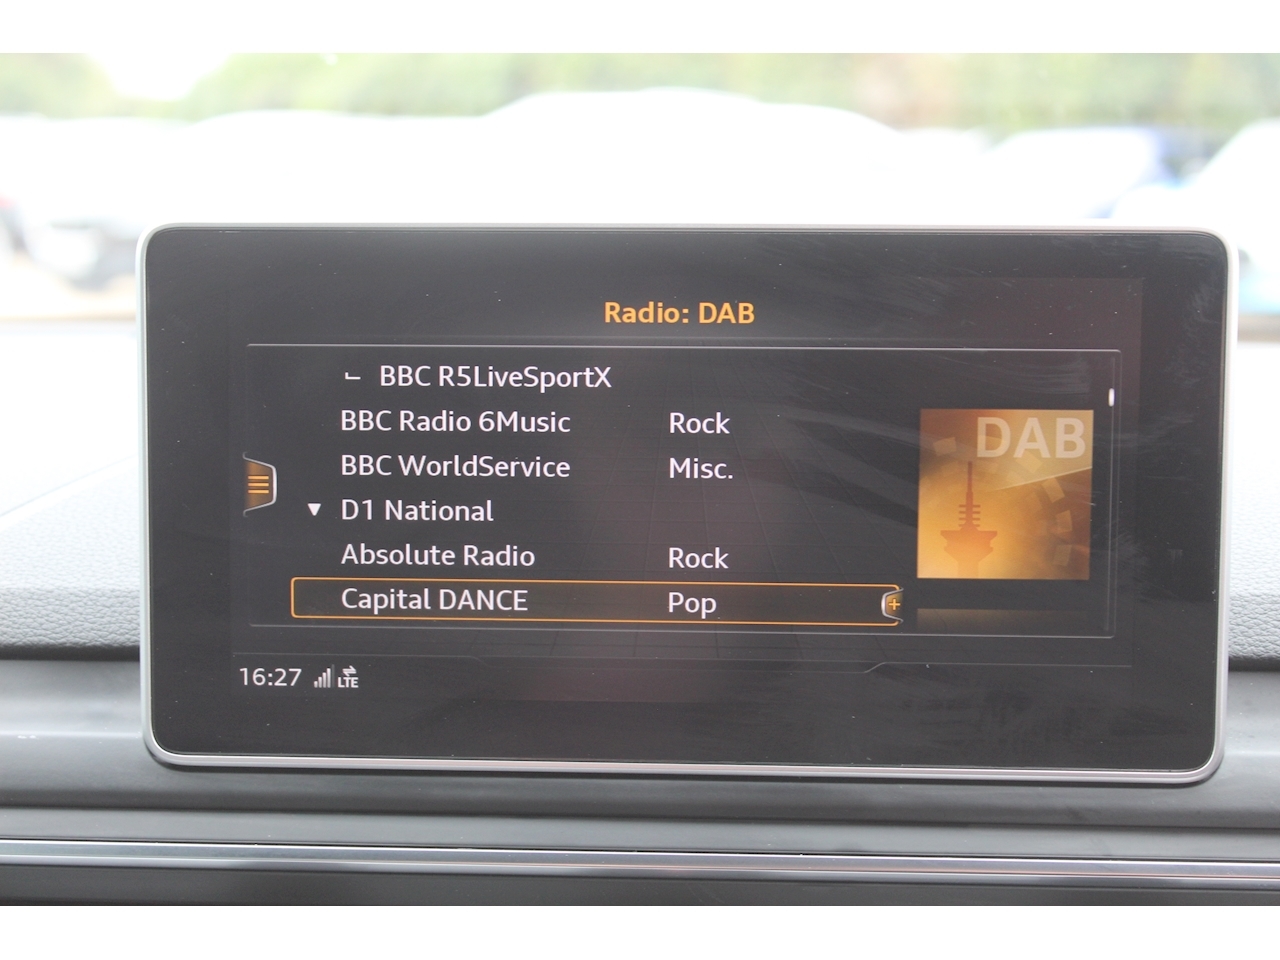 Radio: DAB
BBC R5LiveSportX
BBC Radio 6Music Rock
BBC WorldService Misc.
D1 National
Absolute Radio Rock
Capital DANCE Pop
DAB
16:27 LTE